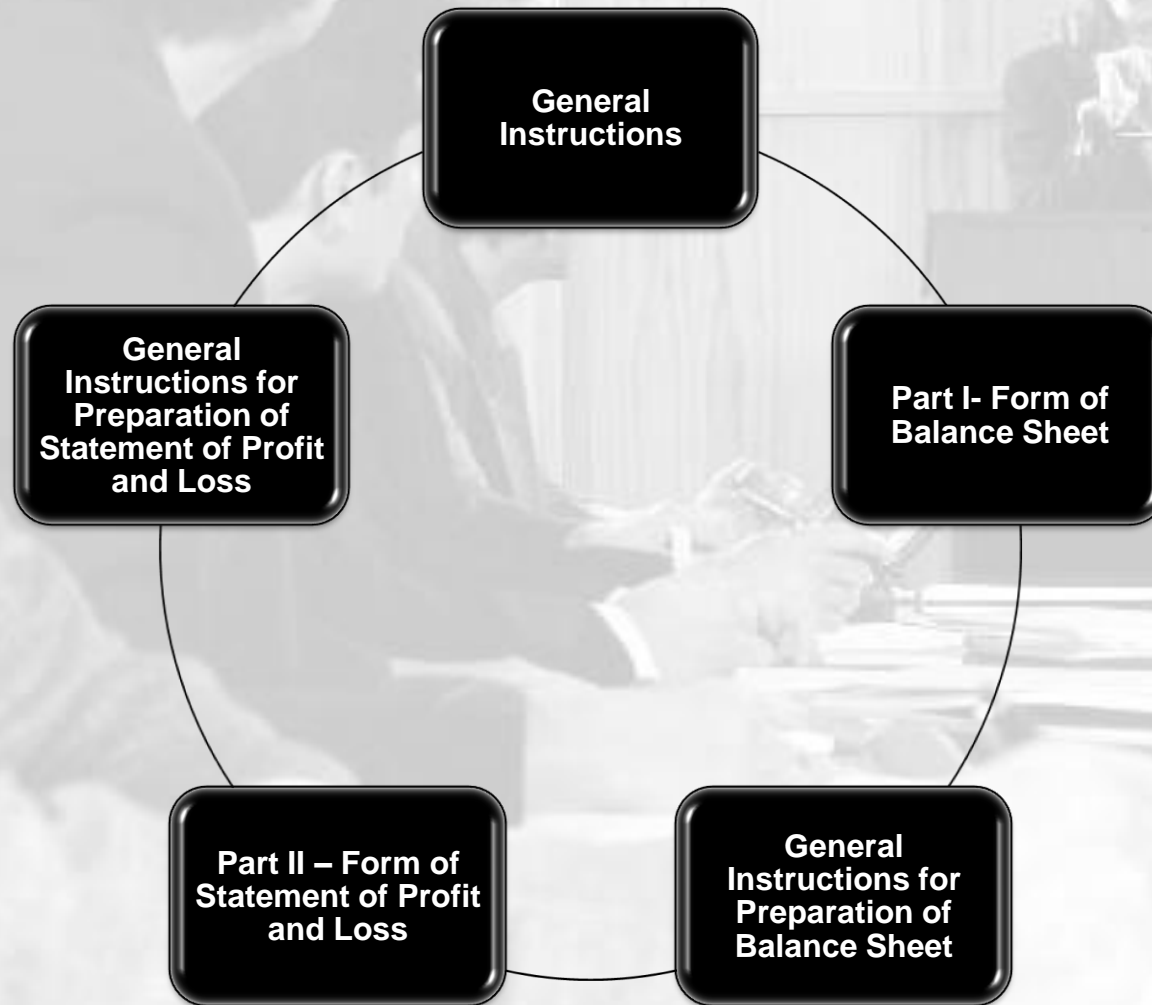 General
Instructions
Part I- Form of
Balance Sheet
General
Instructions for
Preparation of
Balance Sheet
Part II – Form of
Statement of Profit
and Loss
General
Instructions for
Preparation of
Statement of Profit
and Loss